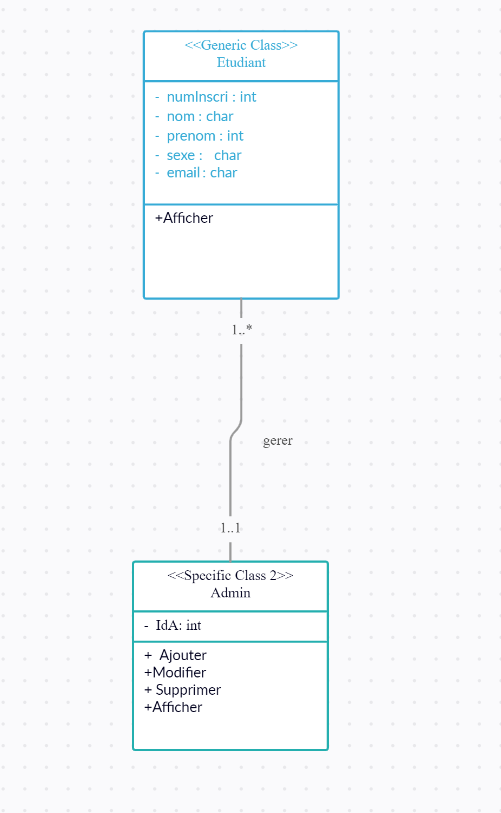 <<Generic Class>>
Etudiant
- numInscri : int
- nom : char
- prenom : int
- sexe : char
- email : char
+Afficher
1..*
gerer
1..1
<<Specific Class 2>>
Admin
- IdA: int
+ Ajouter
+Modifier
+ Supprimer
+Afficher